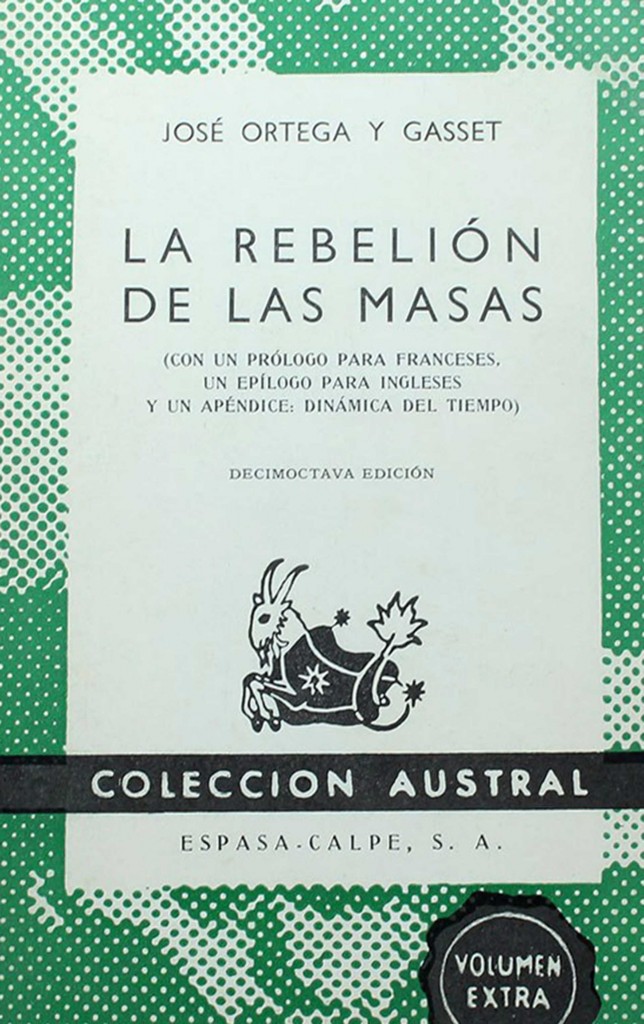 JOSÉ ORTEGA Y GASSET
LA REBELIÓN
DE LAS MASAS
(CON UN PRÓLOGO PARA FRANCESES,
UN EPÍLOGO PARA INGLESES
Y UN APÉNDICE: DINÁMICA DEL TIEMPO)
DECIMOCTAVA EDICIÓN
COLECCION AUSTRAL
ESPASA-CALPE, S. A.
VOLUMEN
EXTRA